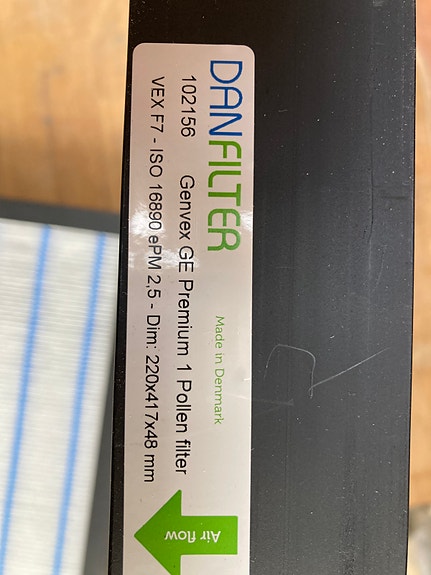 DANFILTER
Made in Denmark
102156 Genvex GE Premium 1 Pollen filter
VEX F7 - ISO 16890 ePM 2,5 - Dim: 220x417x48 mm
Air flow